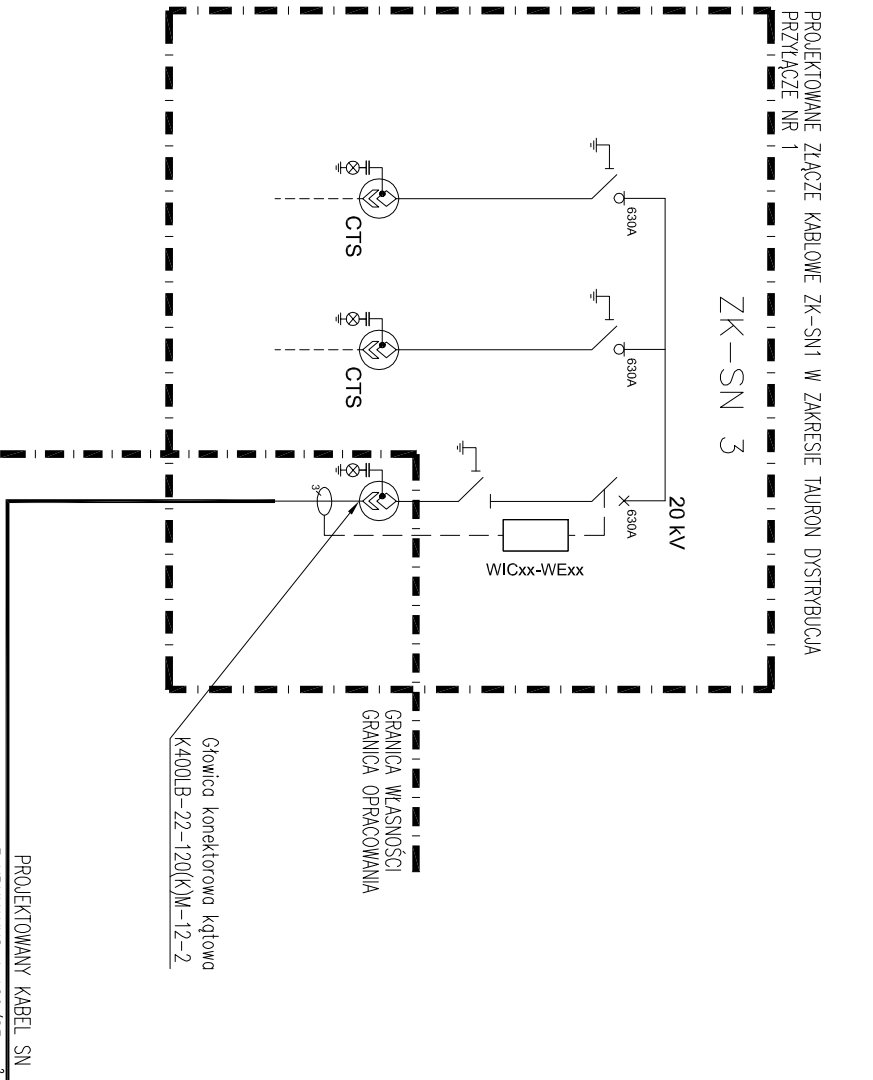 PROJEKTOWANE ZŁĄCZE KABLOWE ZK-SN1 W ZAKRESIE TAURON DYSTRYBUCJA
PRZYŁĄCZE NR 1
ZK-SN 3
20 kV
630A
630A
630A
WICxx-WExx
CTS
CTS
3
GRANICA WŁASNOŚCI
GRANICA OPRACOWANIA
Głowica konektorowa kątowa
K400LB-22-120(K)M-12-2
PROJEKTOWANY KABEL SN